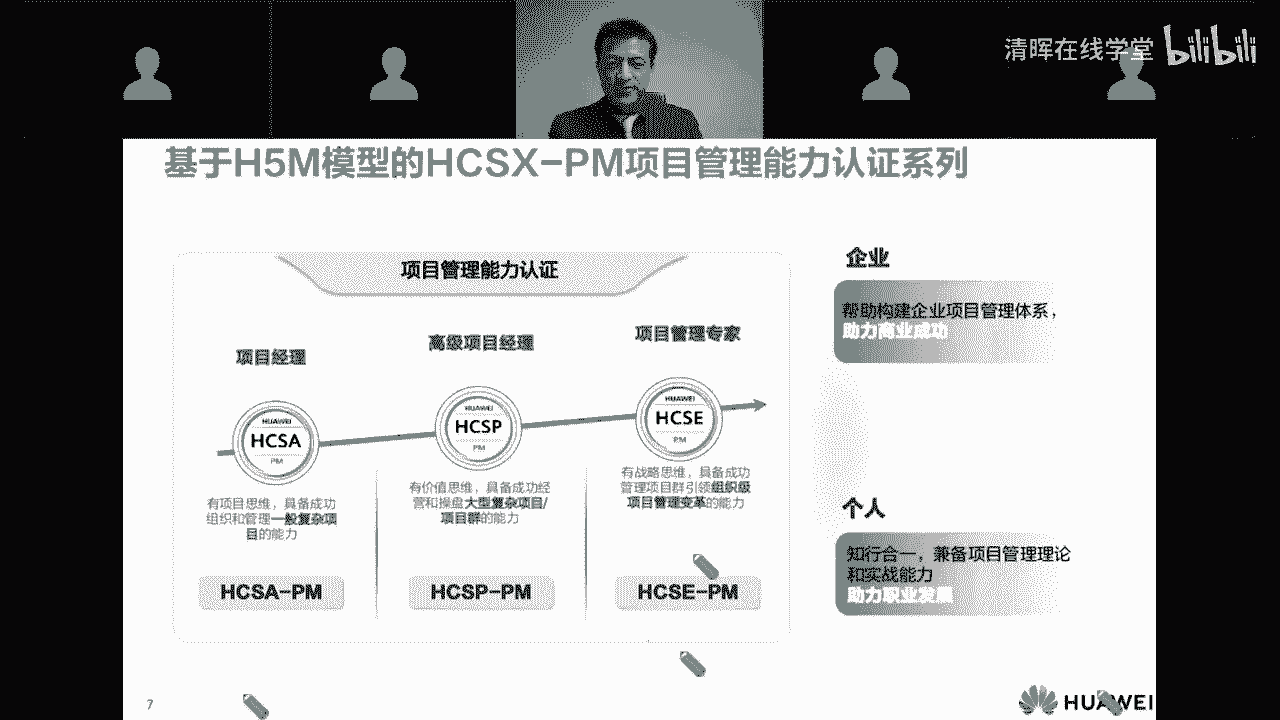 清晖在线学堂 bilibili
基于H5M模型的HCSX-PM项目管理能力认证系列
项目管理能力认证
项目经理
高级项目经理
项目管理专家
HUAWEI
HCSA
PM
HUAWEI
HCSP
PM
HUAWEI
HCSE
PM
有项目思维，具备成功
组织和管理一般复杂项
目的能力
有价值思维，具备成功经
营和操盘大型复杂项目/
项目群的能力
有战略思维，具备成功
管理项目群引领组织级
项目管理变革的能力
HCSA-PM
HCSP-PM
HCSE-PM
企业
帮助构建企业项目管理体系，
助力商业成功
个人
知行合一，兼备项目管理理论
和实战能力
助力职业发展
7
HUAWEI